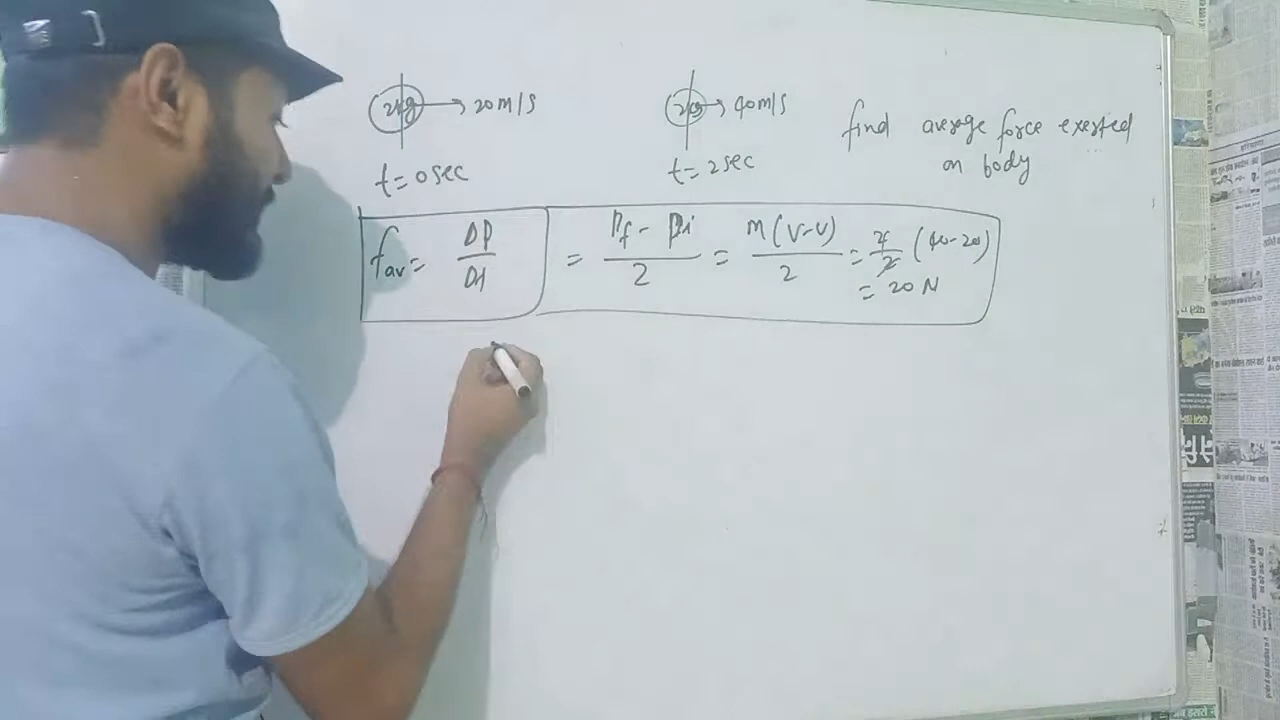 2kg → 20 m/s
2kg → 40 m/s
t = 0 sec
t = 2 sec
find average force exerted
on body
fav = ΔP/Δt = Pf - Pi / 2 = m(v-u) / 2 = 2/2 (40-20)
= 20 N